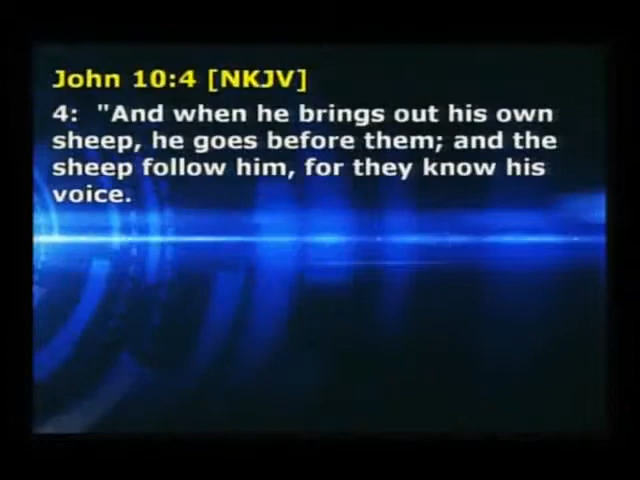 John 10:4 [NKJV]
4: "And when he brings out his own
sheep, he goes before them; and the
sheep follow him, for they know his
voice.